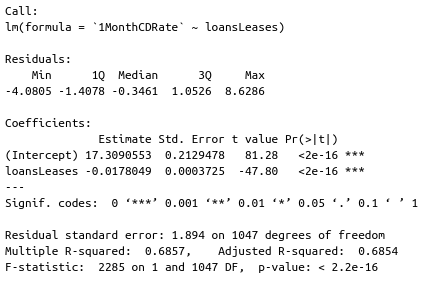 Call:
lm(formula = `1MonthCDRate` ~ loansLeases)
Residuals:
    Min      1Q  Median      3Q     Max
-4.0805 -1.4078 -0.3461  1.0526  8.6286
Coefficients:
              Estimate Std. Error t value Pr(>|t|)
(Intercept) 17.3090553  0.2129478   81.28   <2e-16 ***
loansLeases -0.0178049  0.0003725  -47.80   <2e-16 ***
---
Signif. codes:  0 ‘***’ 0.001 ‘**’ 0.01 ‘*’ 0.05 ‘.’ 0.1 ‘ ’ 1
Residual standard error: 1.894 on 1047 degrees of freedom
Multiple R-squared:  0.6857,    Adjusted R-squared:  0.6854
F-statistic:  2285 on 1 and 1047 DF,  p-value: < 2.2e-16